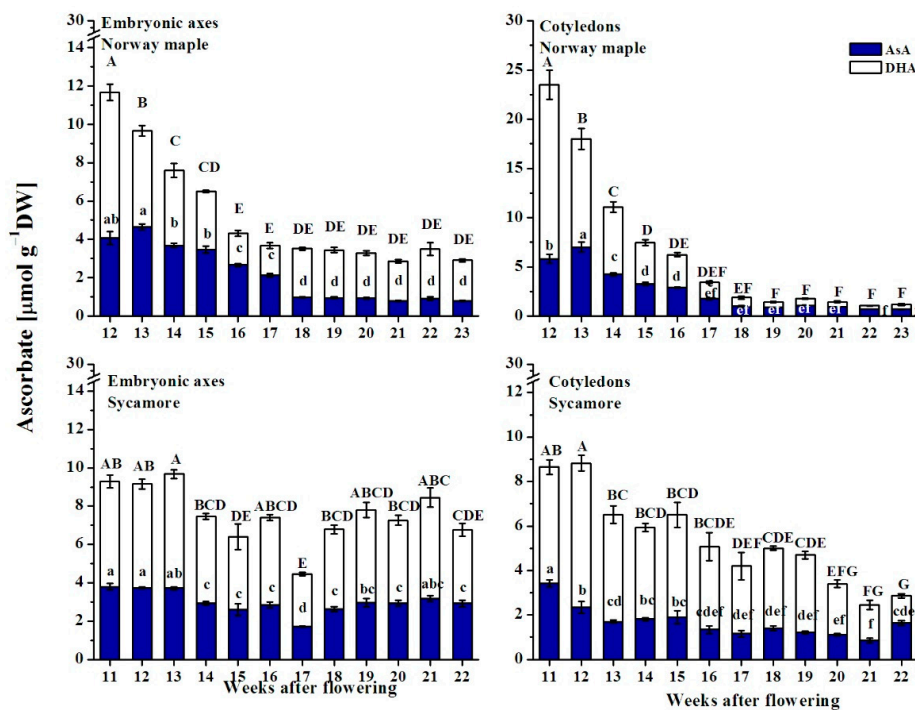 Ascorbate [μmol g⁻¹DW]
Embryonic axes
Norway maple
30
14
12
10
8
6
4
2
0
A B C CD E E DE DE DE DE DE DE
ab a b b c c d d d d d d
12 13 14 15 16 17 18 19 20 21 22 23
Cotyledons
Norway maple
AsA
DHA
30
25
20
15
10
5
0
A B C D DE DEF EF F F F F F
b a c d d ef ef ef ef ef f
12 13 14 15 16 17 18 19 20 21 22 23
Embryonic axes
Sycamore
30
14
12
10
8
6
4
2
0
AB AB A BCD DE ABCD E BCD ABCD BCD ABC CDE
a a ab c c c d c bc c abc c
11 12 13 14 15 16 17 18 19 20 21 22
Weeks after flowering
Cotyledons
Sycamore
30
12
10
8
6
4
2
0
AB A BC BCD BCD BCDE DEF CDE CDE EFG FG G
a b cd bc bc cdef def def def ef f cde
11 12 13 14 15 16 17 18 19 20 21 22
Weeks after flowering